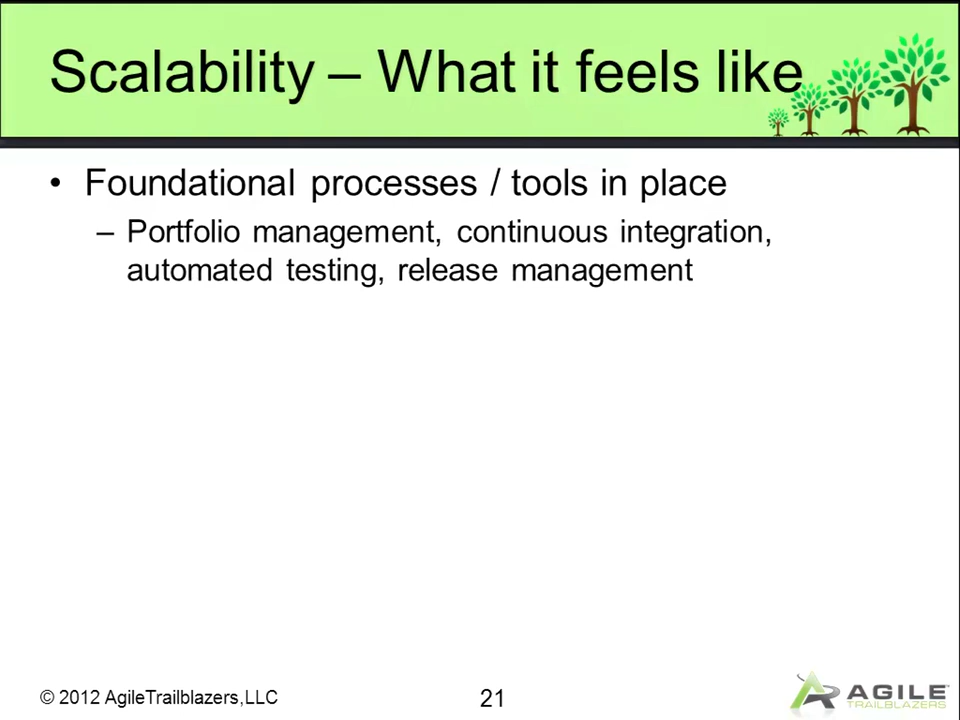 Scalability – What it feels like
• Foundational processes / tools in place
– Portfolio management, continuous integration,
automated testing, release management
© 2012 AgileTrailblazers,LLC
21
AGILE
TRAILBLAZERS